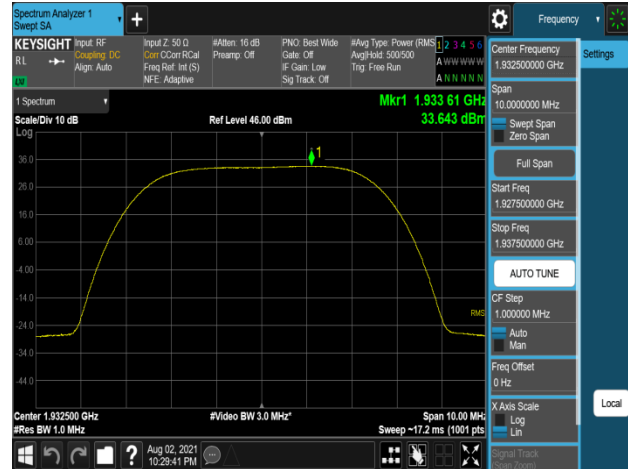 Spectrum Analyzer 1
Swept SA
+
Frequency
KEYSIGHT
RL
LW
Input: RF
Coupling: DC
Align: Auto
Input Z: 50 Ω
Corr CCorr RCal
Freq Ref: Int (S)
NFE: Adaptive
#Atten: 16 dB
Preamp: Off
PNO: Best Wide
Gate: Off
IF Gain: Low
Sig Track: Off
#Avg Type: Power (RMS
Avg|Hold: 500/500
Trig: Free Run
1 2 3 4 5 6
A W W W W W
A N N N N N
1 Spectrum
Scale/Div 10 dB
Log
Ref Level 46.00 dBm
Mkr1 1.933 61 GHz
33.643 dBm
1
36.0
26.0
16.0
6.00
-4.00
-14.0
-24.0
-34.0
-44.0
RMS
Center 1.932500 GHz
#Res BW 1.0 MHz
#Video BW 3.0 MHz*
Span 10.00 MHz
Sweep ~17.2 ms (1001 pts
Aug 02, 2021
10:29:41 PM
?
Center Frequency
1.932500000 GHz
Span
10.0000000 MHz
Swept Span
Zero Span
Full Span
Start Freq
1.927500000 GHz
Stop Freq
1.937500000 GHz
AUTO TUNE
CF Step
1.000000 MHz
Auto
Man
Freq Offset
0 Hz
X Axis Scale
Log
Lin
Signal Track
(Span Zoom)
Settings
Local